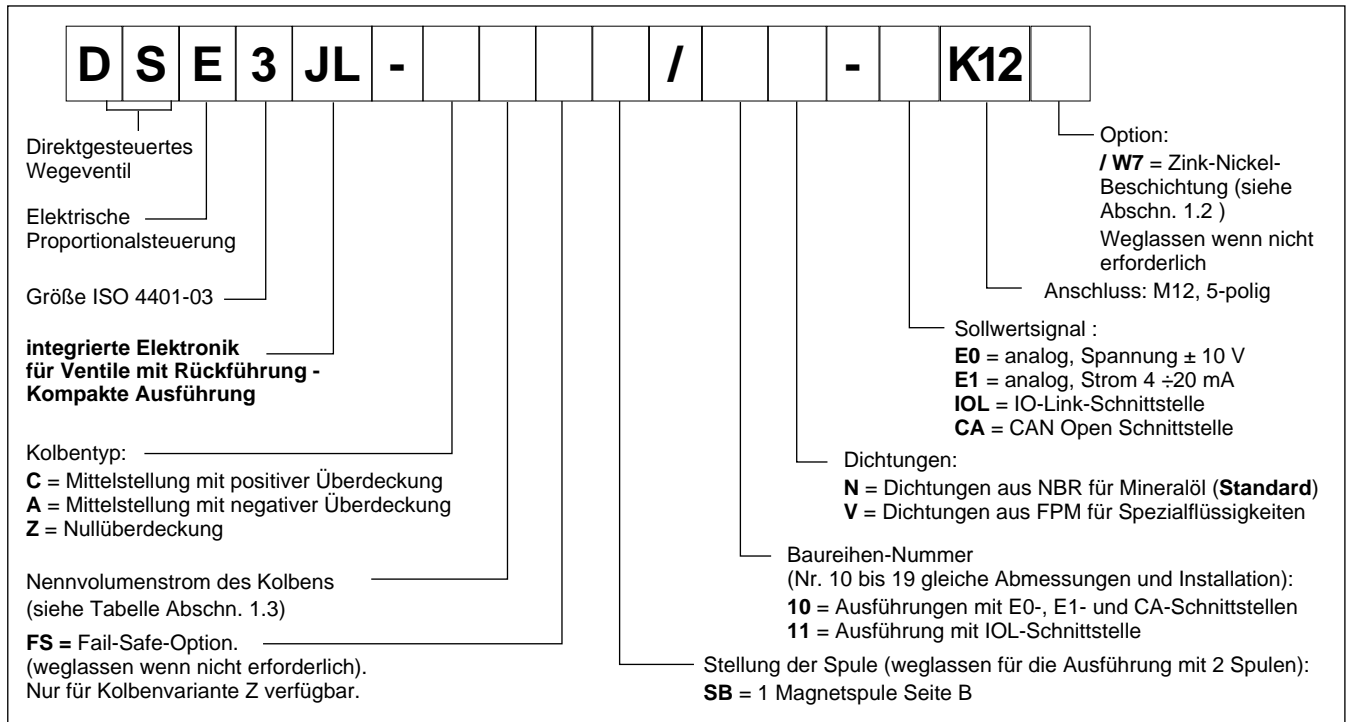 D S E 3 JL - / - K12
Direktgesteuertes
Wegeventil
Elektrische
Proportionalsteuerung
Größe ISO 4401-03
integrierte Elektronik
für Ventile mit Rückführung -
Kompakte Ausführung
Kolbentyp:
C = Mittelstellung mit positiver Überdeckung
A = Mittelstellung mit negativer Überdeckung
Z = Nullüberdeckung
Nennvolumenstrom des Kolbens
(siehe Tabelle Abschn. 1.3)
FS = Fail-Safe-Option.
(weglassen wenn nicht erforderlich).
Nur für Kolbenvariante Z verfügbar.
Option:
/ W7 = Zink-Nickel-
Beschichtung (siehe
Abschn. 1.2 )
Weglassen wenn nicht
erforderlich
Anschluss: M12, 5-polig
Sollwertsignal :
E0 = analog, Spannung ± 10 V
E1 = analog, Strom 4 ÷20 mA
IOL = IO-Link-Schnittstelle
CA = CAN Open Schnittstelle
Dichtungen:
N = Dichtungen aus NBR für Mineralöl (Standard)
V = Dichtungen aus FPM für Spezialflüssigkeiten
Baureihen-Nummer
(Nr. 10 bis 19 gleiche Abmessungen und Installation):
10 = Ausführungen mit E0-, E1- und CA-Schnittstellen
11 = Ausführung mit IOL-Schnittstelle
Stellung der Spule (weglassen für die Ausführung mit 2 Spulen):
SB = 1 Magnetspule Seite B